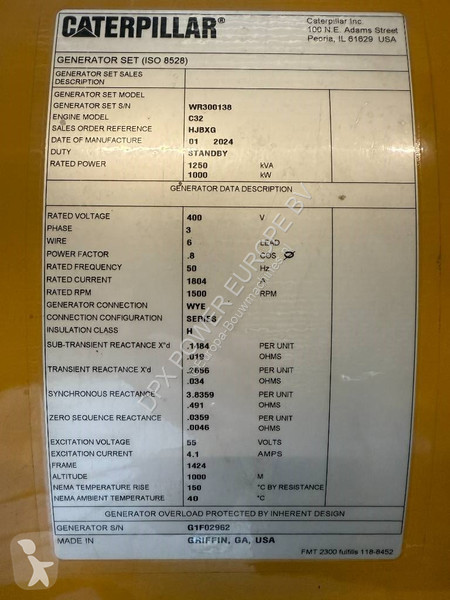 CATERPILLAR®
Caterpillar Inc.
100 N.E. Adams Street
Peoria, IL 61629 USA
GENERATOR SET (ISO 8528)
GENERATOR SET SALES
DESCRIPTION
GENERATOR SET MODEL
GENERATOR SET S/N WR300138
ENGINE MODEL C32
SALES ORDER REFERENCE HJBXG
DATE OF MANUFACTURE 01 2024
DUTY STANDBY
RATED POWER 1250 kVA
1000 kW
GENERATOR DATA DESCRIPTION
RATED VOLTAGE 400 V
PHASE 3
WIRE 6 LEAD
POWER FACTOR .8 COS Ø
RATED FREQUENCY 50 Hz
RATED CURRENT 1804 A
RATED RPM 1500 RPM
GENERATOR CONNECTION WYE
CONNECTION CONFIGURATION SERIES
INSULATION CLASS H
SUB-TRANSIENT REACTANCE X"d .1484 PER UNIT
.019 OHMS
TRANSIENT REACTANCE X'd .2656 PER UNIT
.034 OHMS
SYNCHRONOUS REACTANCE 3.8359 PER UNIT
.491 OHMS
ZERO SEQUENCE REACTANCE .0359 PER UNIT
.0046 OHMS
EXCITATION VOLTAGE 55 VOLTS
EXCITATION CURRENT 4.1 AMPS
FRAME 1424
ALTITUDE 1000 M
NEMA TEMPERATURE RISE 150 °C BY RESISTANCE
NEMA AMBIENT TEMPERATURE 40 °C
GENERATOR OVERLOAD PROTECTED BY INHERENT DESIGN
GENERATOR S/N G1F02962
MADE IN GRIFFIN, GA, USA
FMT 2300 fulfills 118-8452
DPX POWER EUROPE BV